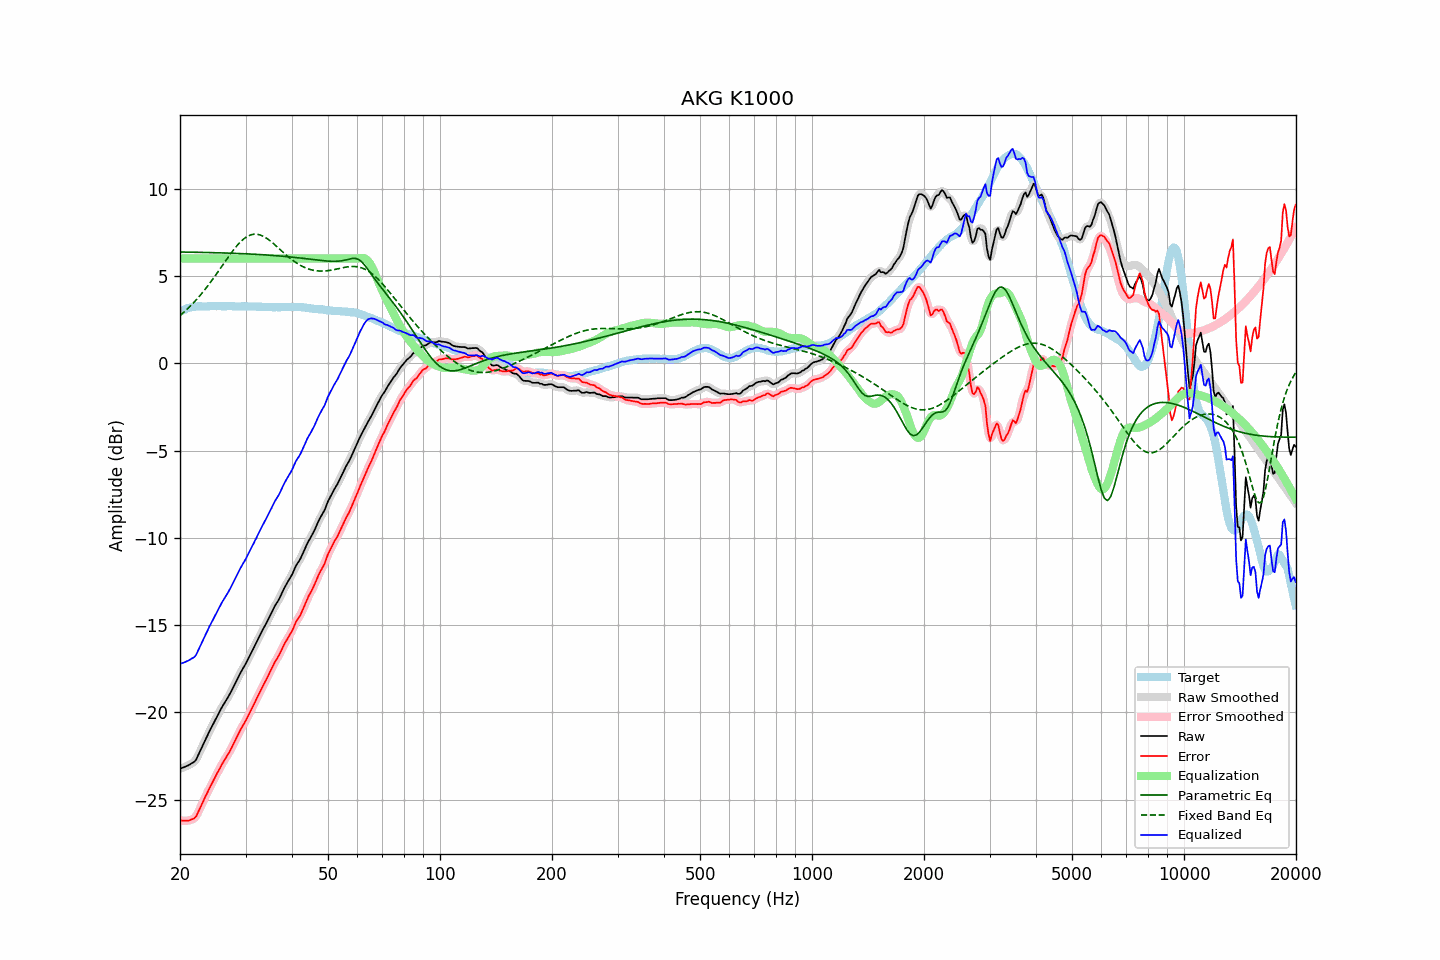 AKG K1000
Amplitude (dBr)
10
5
0
−5
−10
−15
−20
−25
20
50
100
200
500
1000
2000
5000
10000
20000
Frequency (Hz)
Target
Raw Smoothed
Error Smoothed
Raw
Error
Equalization
Parametric Eq
Fixed Band Eq
Equalized